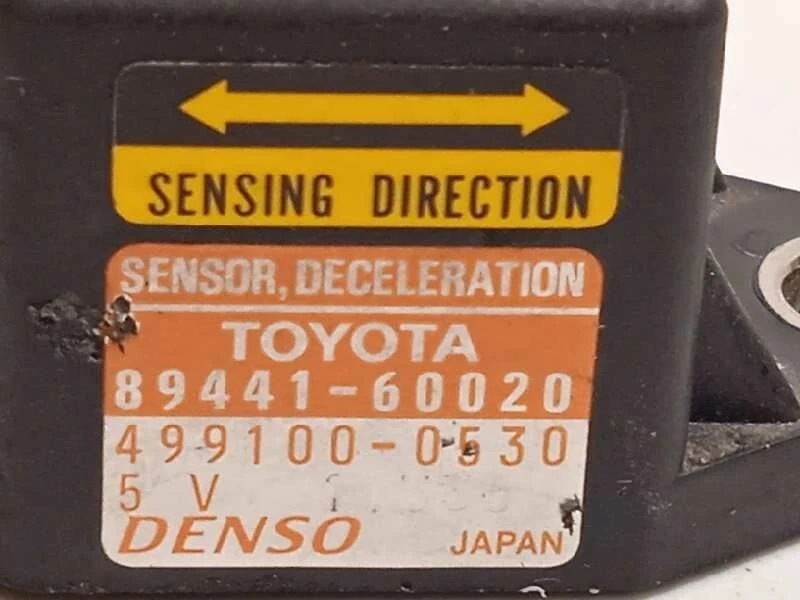 SENSING DIRECTION
SENSOR, DECELERATION
TOYOTA
89441-60020
499100-0530
5 V
DENSO JAPAN